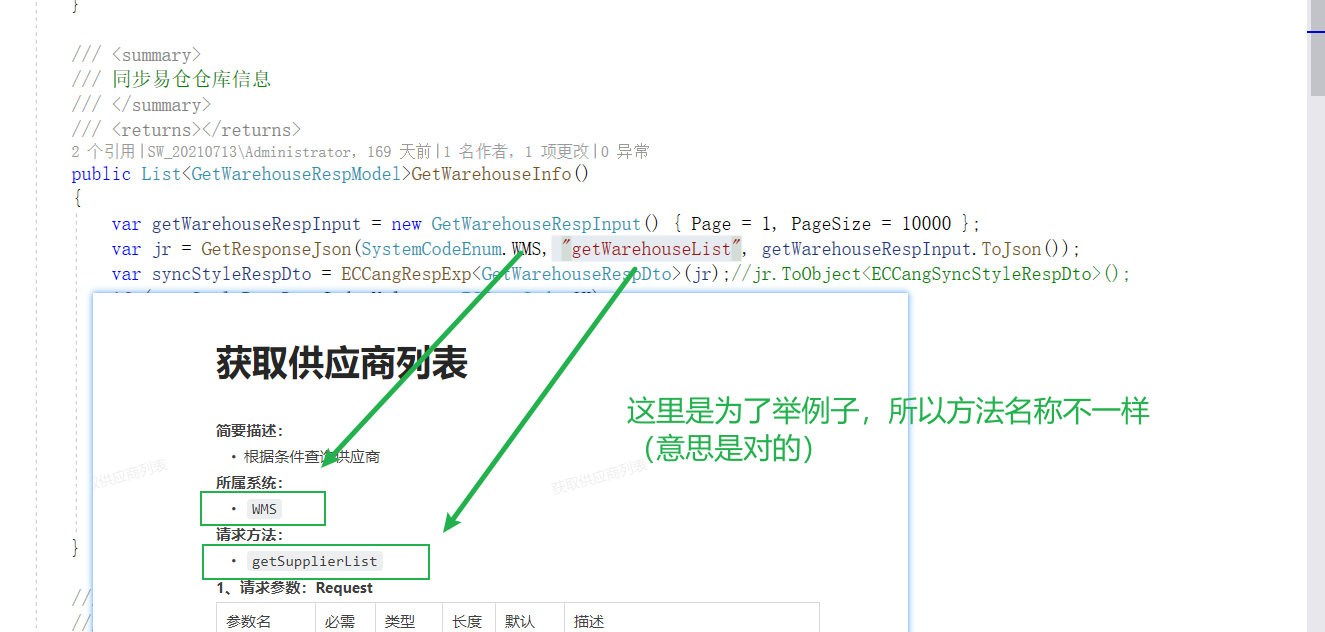 }
/// <summary>
/// 同步易仓仓库信息
/// </summary>
/// <returns></returns>
2 个引用|SW_20210713\Administrator，169 天前|1 名作者，1 项更改|0 异常
public List<GetWarehouseRespModel>GetWarehouseInfo()
{
var getWarehouseRespInput = new GetWarehouseRespInput() { Page = 1, PageSize = 10000 };
var jr = GetResponseJson(SystemCodeEnum.WMS, "getWarehouseList", getWarehouseRespInput.ToJson());
var syncStyleRespDto = ECCangRespExp<GetWarehouseRespDto>(jr);//jr.ToObject<ECCangSyncStyleRespDto>();
获取供应商列表
这里是为了举例子，所以方法名称不一样
（意思是对的）
简要描述：
• 根据条件查询供应商
获取供应商列表
所属系统：
• WMS
请求方法：
}
• getSupplierList
1、请求参数：Request
//
参数名 必需 类型 长度 默认 描述
//